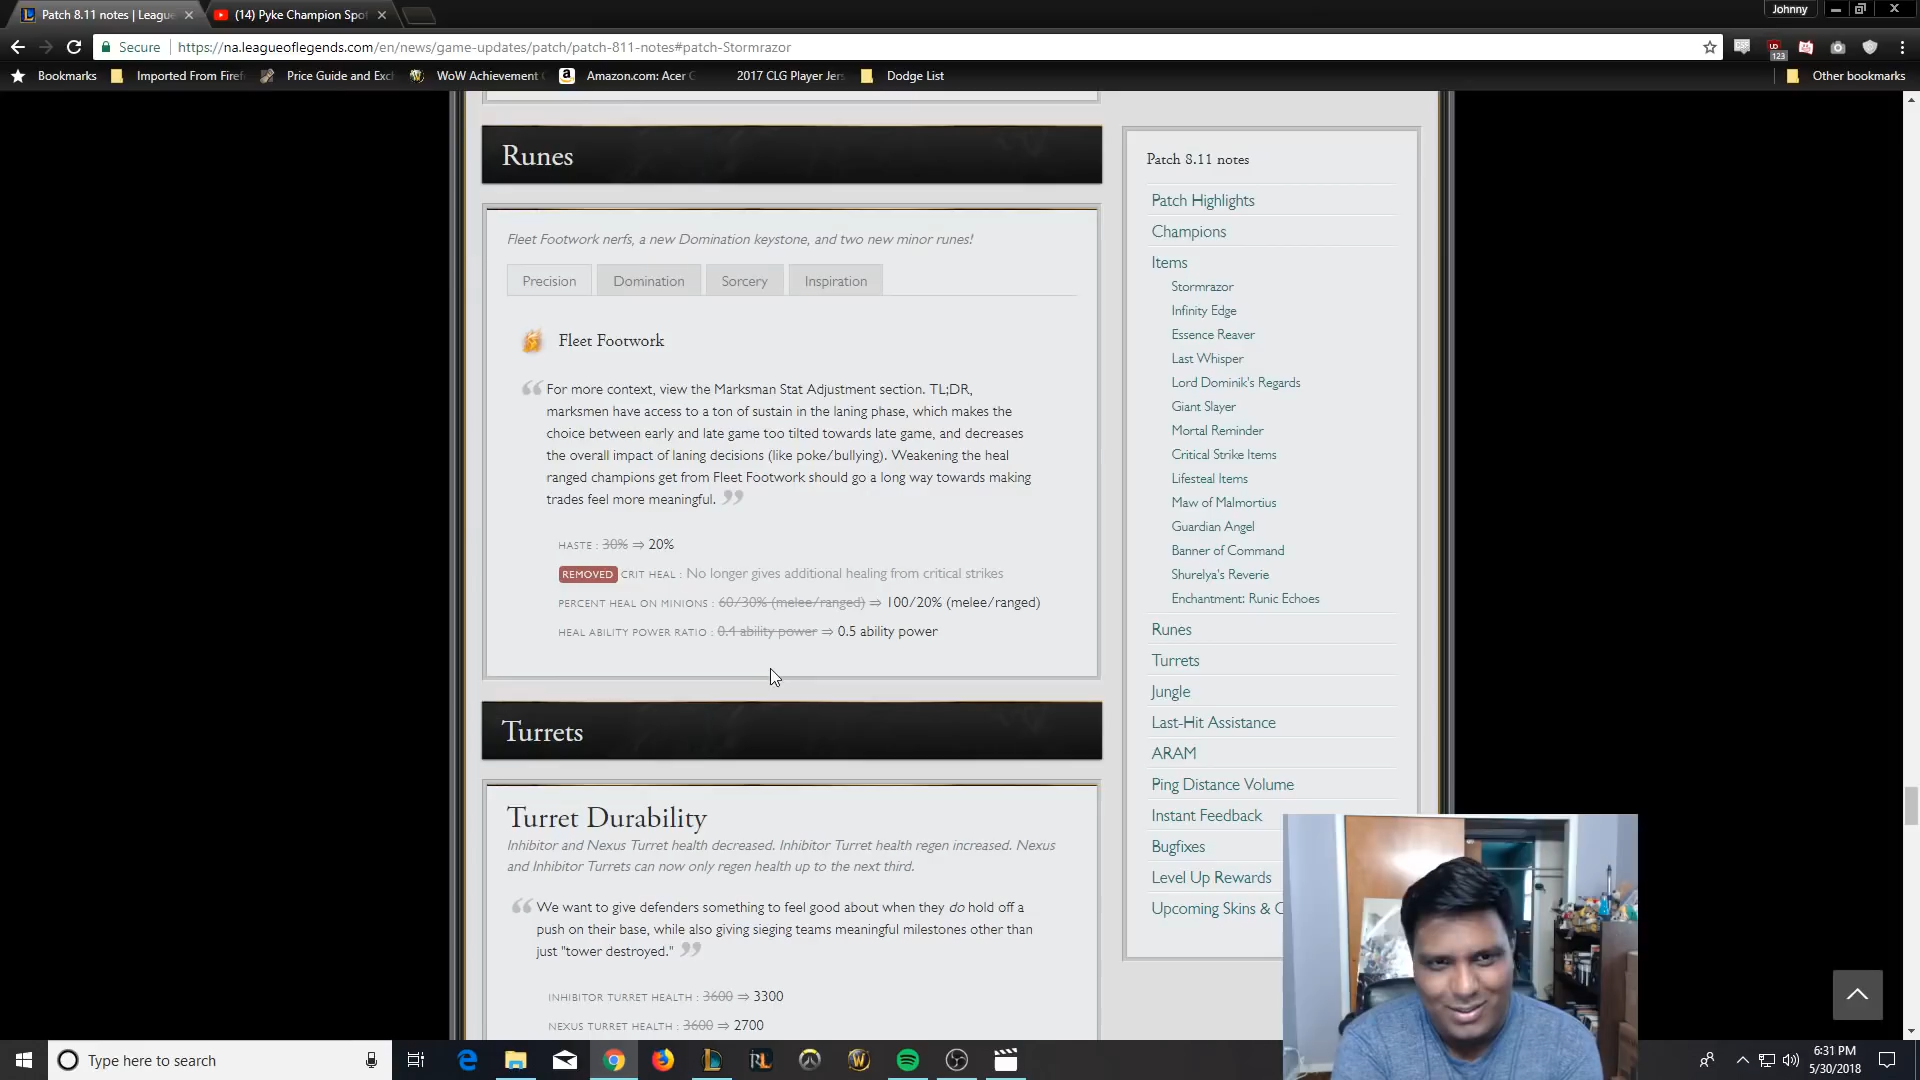 Patch 8.11 notes | Leagu
(14) Pyke Champion Spo
Johnny
Secure
https://na.leagueoflegends.com/en/news/game-updates/patch/patch-811-notes#patch-Stormrazor
123
Bookmarks
Imported From Firef
Price Guide and Exc
WoW Achievement
Amazon.com: Acer
2017 CLG Player Jers
Dodge List
Other bookmarks
Runes
Fleet Footwork nerfs, a new Domination keystone, and two new minor runes!
Precision
Domination
Sorcery
Inspiration
Fleet Footwork
“ For more context, view the Marksman Stat Adjustment section. TL;DR,
marksmen have access to a ton of sustain in the laning phase, which makes the
choice between early and late game too tilted towards late game, and decreases
the overall impact of laning decisions (like poke/bullying). Weakening the heal
ranged champions get from Fleet Footwork should go a long way towards making
trades feel more meaningful. ”
HASTE : 30% ⇒ 20%
REMOVED CRIT HEAL : No longer gives additional healing from critical strikes
PERCENT HEAL ON MINIONS : 60/30% (melee/ranged) ⇒ 100/20% (melee/ranged)
HEAL ABILITY POWER RATIO : 0.4 ability power ⇒ 0.5 ability power
Turrets
Turret Durability
Inhibitor and Nexus Turret health decreased. Inhibitor Turret health regen increased. Nexus
and Inhibitor Turrets can now only regen health up to the next third.
“ We want to give defenders something to feel good about when they do hold off a
push on their base, while also giving sieging teams meaningful milestones other than
just "tower destroyed." ”
INHIBITOR TURRET HEALTH : 3600 ⇒ 3300
NEXUS TURRET HEALTH : 3600 ⇒ 2700
Patch 8.11 notes
Patch Highlights
Champions
Items
Stormrazor
Infinity Edge
Essence Reaver
Last Whisper
Lord Dominik's Regards
Giant Slayer
Mortal Reminder
Critical Strike Items
Lifesteal Items
Maw of Malmortius
Guardian Angel
Banner of Command
Shurelya's Reverie
Enchantment: Runic Echoes
Runes
Turrets
Jungle
Last-Hit Assistance
ARAM
Ping Distance Volume
Instant Feedback
Bugfixes
Level Up Rewards
Upcoming Skins & C
Type here to search
6:31 PM
5/30/2018